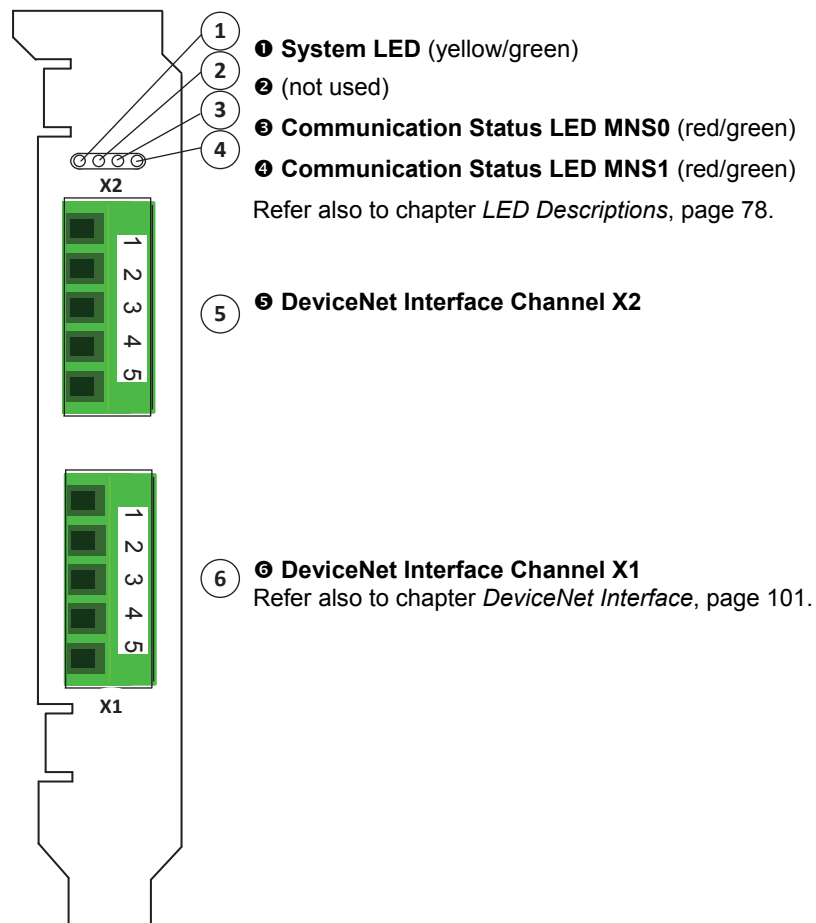 1
❶ System LED (yellow/green)
2
❷ (not used)
3
❸ Communication Status LED MNS0 (red/green)
4
❹ Communication Status LED MNS1 (red/green)
Refer also to chapter LED Descriptions, page 78.
X2
1
2
3
4
5
5
❺ DeviceNet Interface Channel X2
1
2
3
4
5
6
❻ DeviceNet Interface Channel X1
Refer also to chapter DeviceNet Interface, page 101.
X1